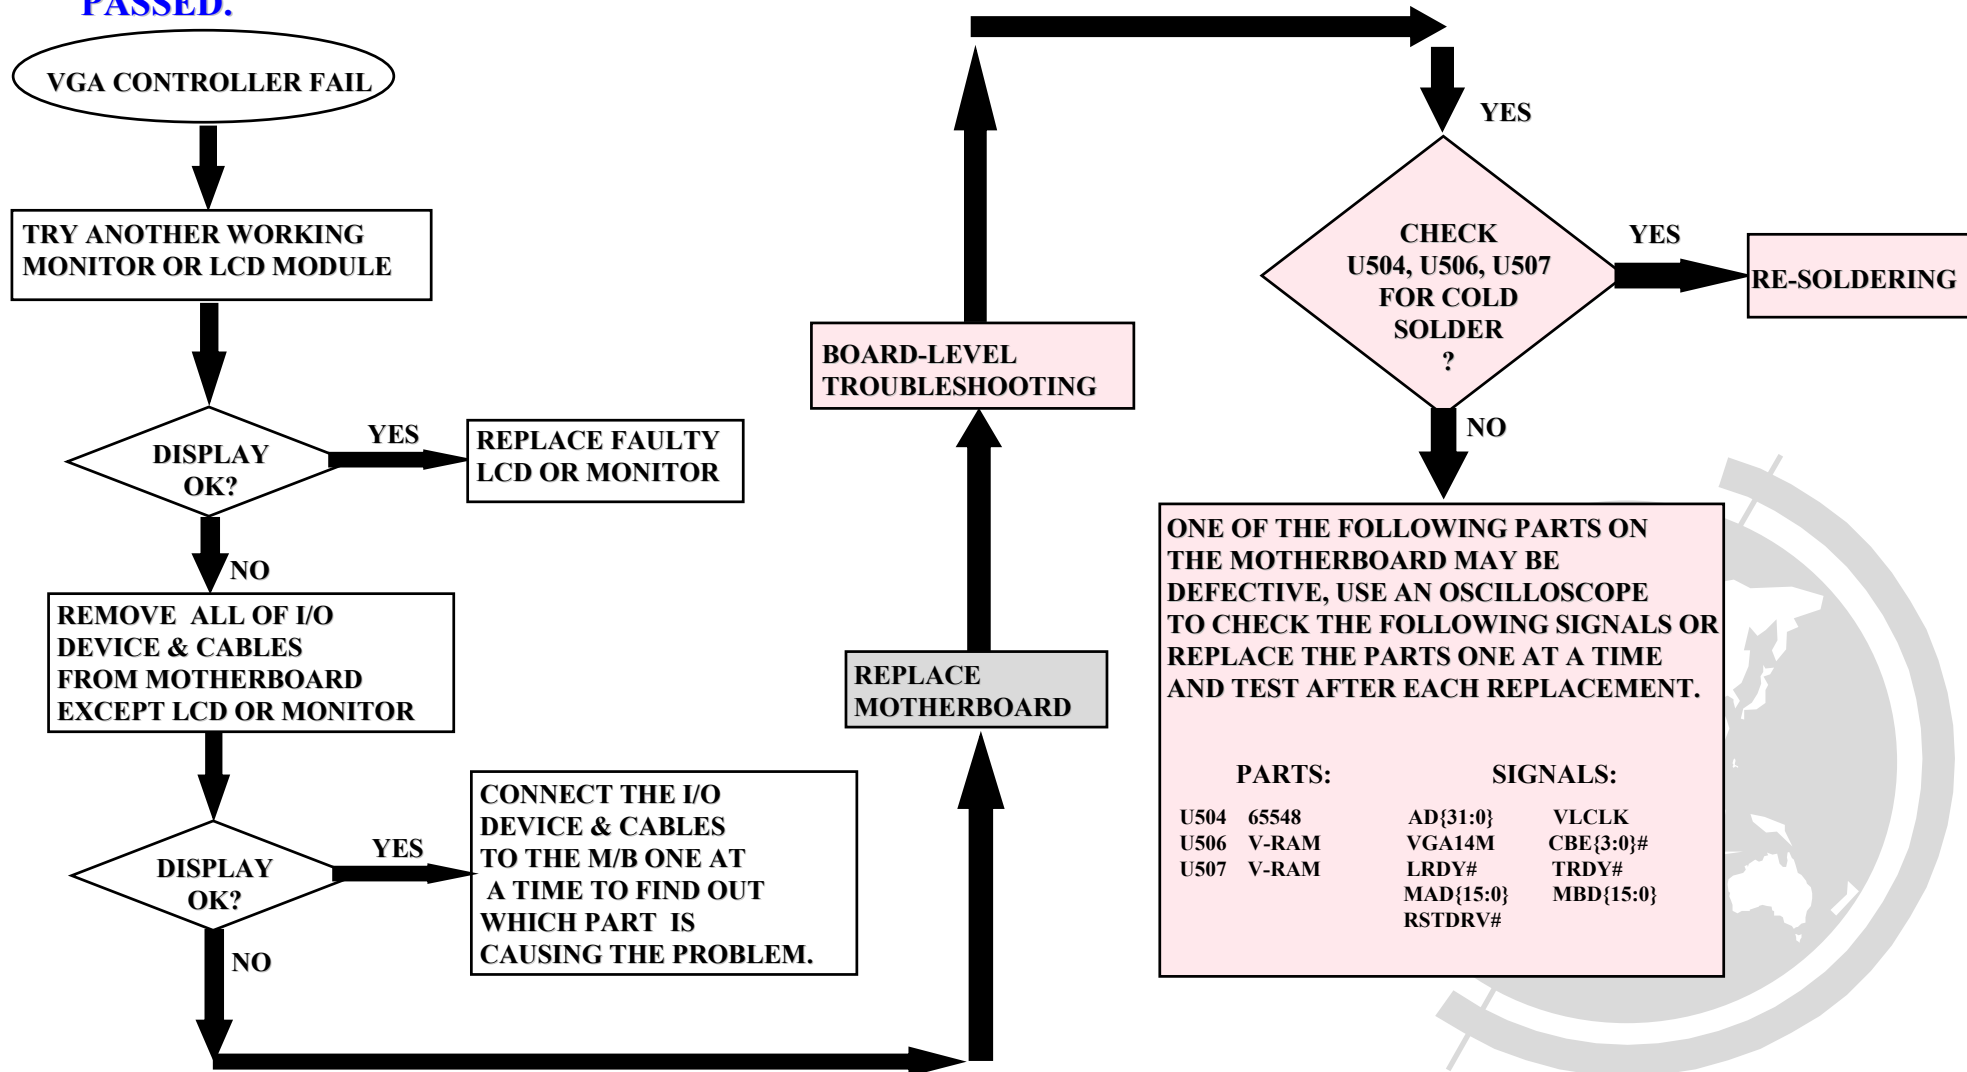 PASSED.
VGA CONTROLLER FAIL
TRY ANOTHER WORKING
MONITOR OR LCD MODULE
DISPLAY
OK?
YES
REPLACE FAULTY
LCD OR MONITOR
NO
REMOVE ALL OF I/O
DEVICE & CABLES
FROM MOTHERBOARD
EXCEPT LCD OR MONITOR
DISPLAY
OK?
YES
CONNECT THE I/O
DEVICE & CABLES
TO THE M/B ONE AT
A TIME TO FIND OUT
WHICH PART IS
CAUSING THE PROBLEM.
NO
REPLACE
MOTHERBOARD
BOARD-LEVEL
TROUBLESHOOTING
YES
CHECK
U504, U506, U507
FOR COLD
SOLDER
?
YES
RE-SOLDERING
NO
ONE OF THE FOLLOWING PARTS ON
THE MOTHERBOARD MAY BE
DEFECTIVE, USE AN OSCILLOSCOPE
TO CHECK THE FOLLOWING SIGNALS OR
REPLACE THE PARTS ONE AT A TIME
AND TEST AFTER EACH REPLACEMENT.
PARTS: SIGNALS:
U504 65548 AD{31:0} VLCLK
U506 V-RAM VGA14M CBE{3:0}#
U507 V-RAM LRDY# TRDY#
MAD{15:0} MBD{15:0}
RSTDRV#